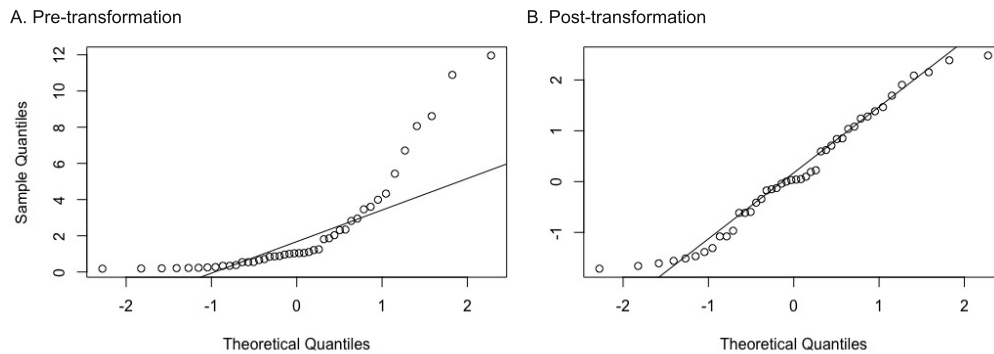 A. Pre-transformation
B. Post-transformation
Sample Quantiles
12
10
8
6
4
2
0
-2 -1 0 1 2
Theoretical Quantiles
2
1
0
-1
-2 -1 0 1 2
Theoretical Quantiles